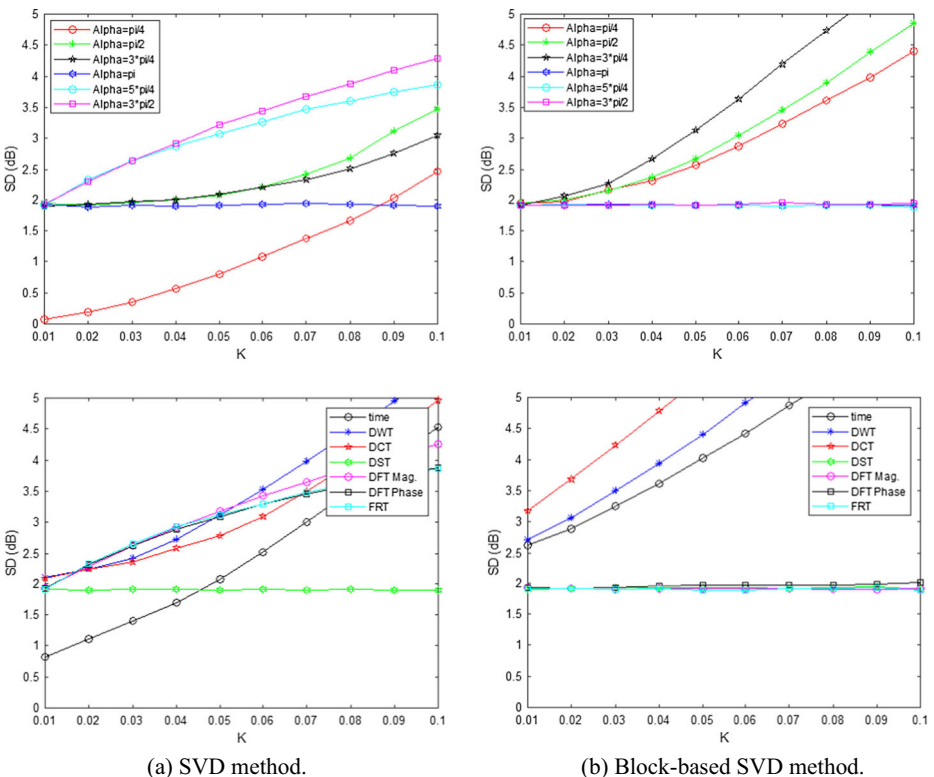 5
4.5
4
3.5
3
2.5
2
1.5
1
0.5
0
SD (dB)
Alpha=pi/4
Alpha=pi/2
Alpha=3*pi/4
Alpha=pi
Alpha=5*pi/4
Alpha=3*pi2
0.01 0.02 0.03 0.04 0.05 0.06 0.07 0.08 0.09 0.1
K
5
4.5
4
3.5
3
2.5
2
1.5
1
0.5
0
SD (dB)
Alpha=pi/4
Alpha=pi/2
Alpha=3*pi/4
Alpha=pi
Alpha=5*pi/4
Alpha=3*pi2
0.01 0.02 0.03 0.04 0.05 0.06 0.07 0.08 0.09 0.1
K
5
4.5
4
3.5
3
2.5
2
1.5
1
0.5
0
SD (dB)
time
DWT
DCT
DST
DFT Mag.
DFT Phase
FRT
0.01 0.02 0.03 0.04 0.05 0.06 0.07 0.08 0.09 0.1
K
5
4.5
4
3.5
3
2.5
2
1.5
1
0.5
0
SD (dB)
time
DWT
DCT
DST
DFT Mag.
DFT Phase
FRT
0.01 0.02 0.03 0.04 0.05 0.06 0.07 0.08 0.09 0.1
K
(a) SVD method.
(b) Block-based SVD method.